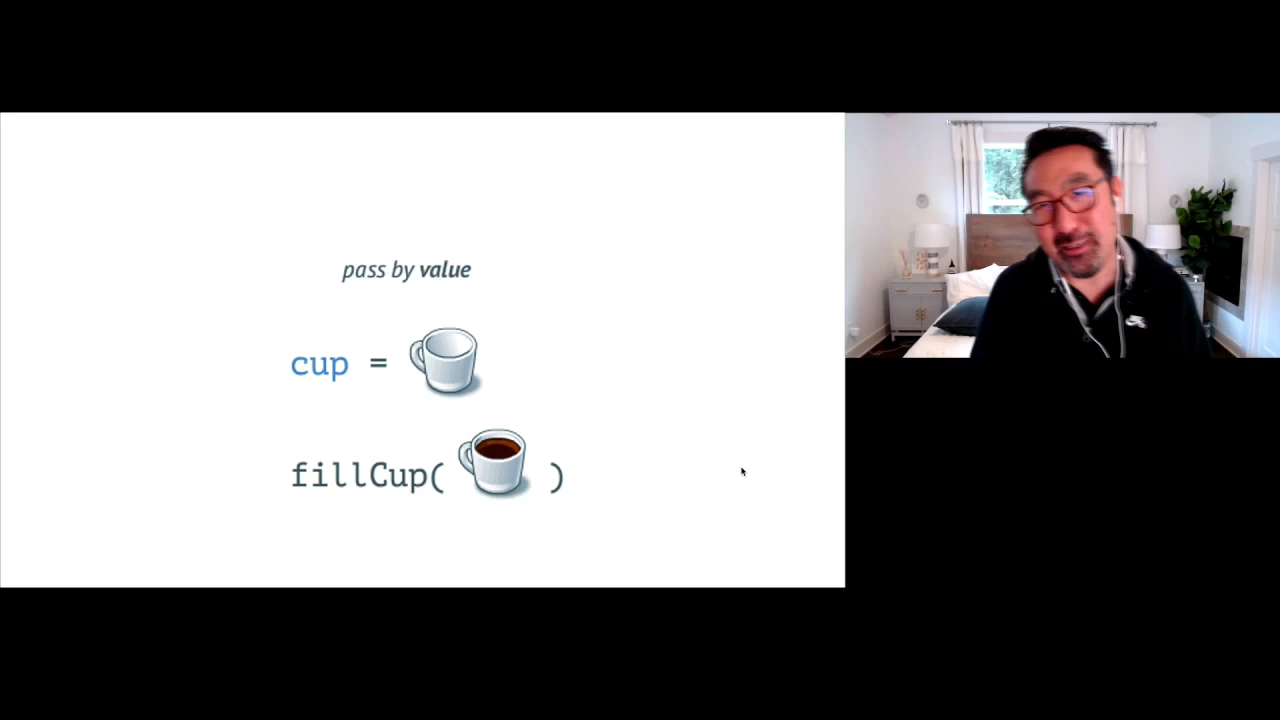 pass by value
cup =
fillCup( )